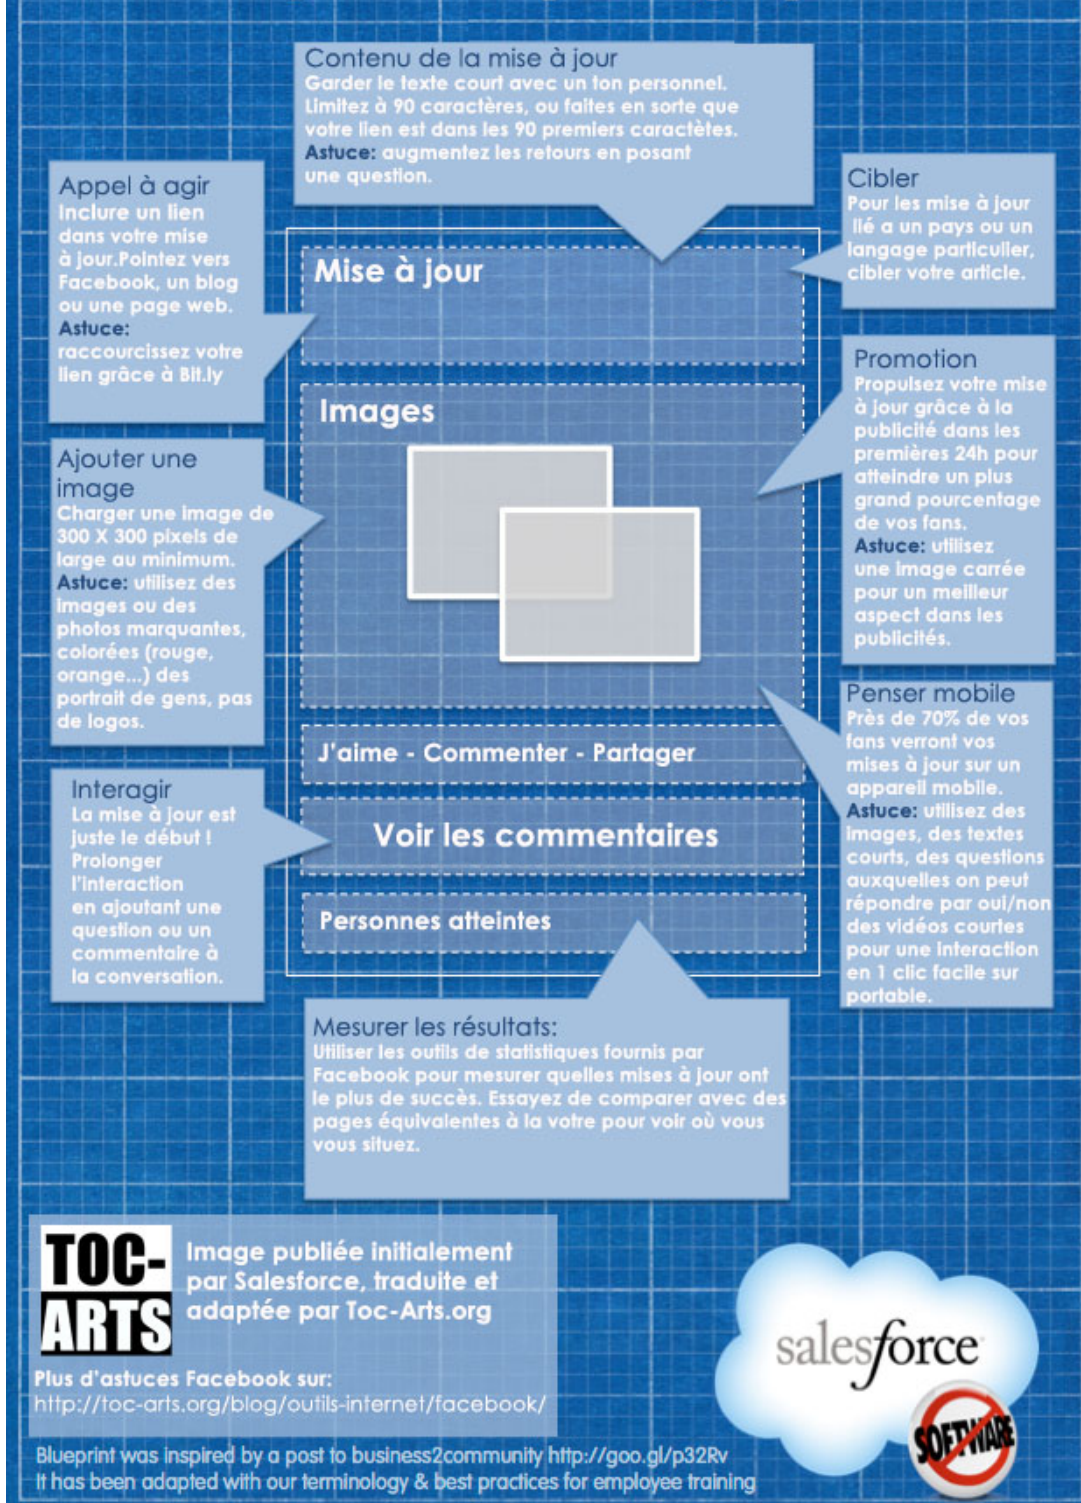 Contenu de la mise à jour
Garder le texte court avec un ton personnel.
Limitez à 90 caractères, ou faites en sorte que
votre lien est dans les 90 premiers caractètes.
Astuce: augmentez les retours en posant
une question.
Appel à agir
Inclure un lien
dans votre mise
à jour.Pointez vers
Facebook, un blog
ou une page web.
Astuce:
raccourcissez votre
lien grâce à Bit.ly
Cibler
Pour les mise à jour
lié a un pays ou un
langage particulier,
cibler votre article.
Mise à jour
Promotion
Propulsez votre mise
à jour grâce à la
publicité dans les
premières 24h pour
atteindre un plus
grand pourcentage
de vos fans.
Astuce: utilisez
une image carrée
pour un meilleur
aspect dans les
publicités.
Images
Ajouter une
image
Charger une image de
300 X 300 pixels de
large au minimum.
Astuce: utilisez des
images ou des
photos marquantes,
colorées (rouge,
orange...) des
portrait de gens, pas
de logos.
Penser mobile
Près de 70% de vos
fans verront vos
mises à jour sur un
appareil mobile.
Astuce: utilisez des
images, des textes
courts, des questions
auxquelles on peut
répondre par oui/non
des vidéos courtes
pour une interaction
en 1 clic facile sur
portable.
J'aime - Commenter - Partager
Interagir
La mise à jour est
juste le début !
Prolonger
l'interaction
en ajoutant une
question ou un
commentaire à
la conversation.
Voir les commentaires
Personnes atteintes
Mesurer les résultats:
Utiliser les outils de statistiques fournis par
Facebook pour mesurer quelles mises à jour ont
le plus de succès. Essayez de comparer avec des
pages équivalentes à la votre pour voir où vous
vous situez.
TOC-
ARTS
Image publiée initialement
par Salesforce, traduite et
adaptée par Toc-Arts.org
Plus d'astuces Facebook sur:
http://toc-arts.org/blog/outils-internet/facebook/
salesforce
SOFTWARE
Blueprint was inspired by a post to business2community http://goo.gl/p32Rv
It has been adapted with our terminology & best practices for employee training